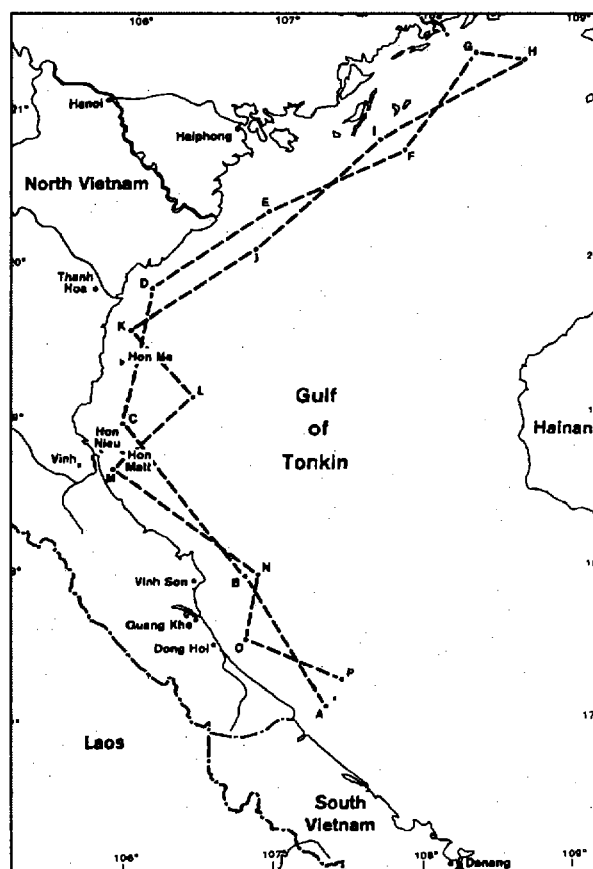 106°
107°
109°
G
H
Hanoi
21°
Haiphong
I
F
North Vietnam
E
J
Thanh
Hoa
D
K
Hon Me
L
Gulf
of
Tonkin
Hainan
C
Hon
Nieu
Hon
Matt
Vinh
M
N
B
Vinh Son
Quang Khe
Dong Hoi
O
P
A
17
Laos
South
Vietnam
Danang
106°
107°
108°
109°